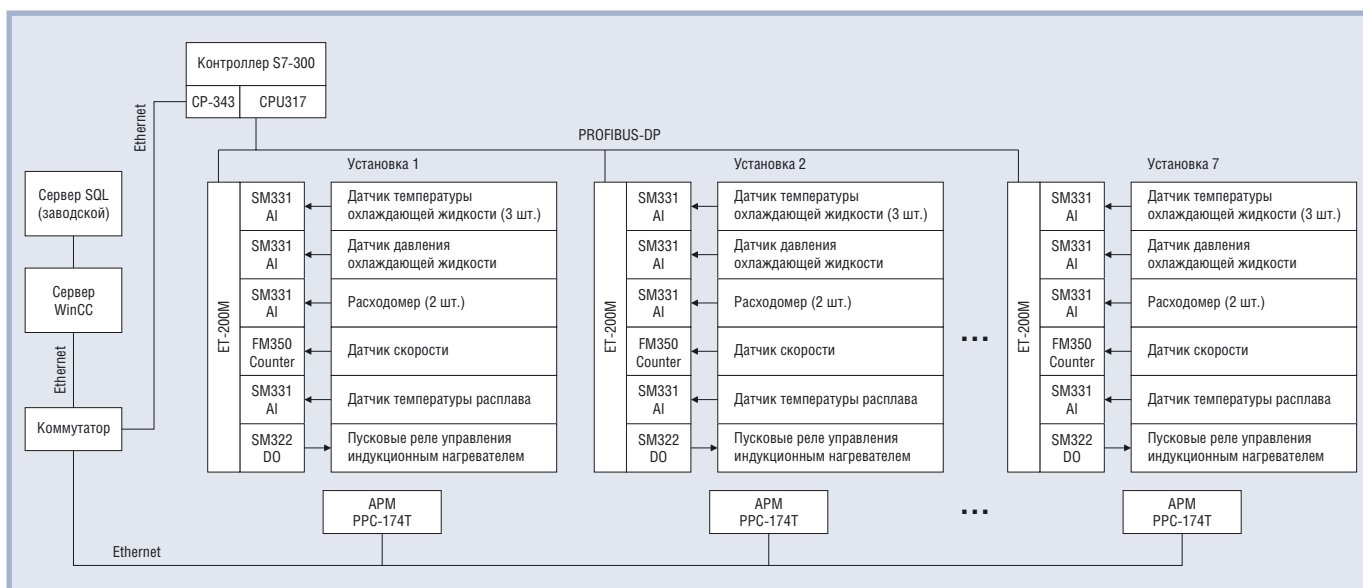 Контроллер S7-300
CP-343
CPU317
Ethernet
PROFIBUS-DP
Сервер SQL
(заводской)
Сервер
WinCC
Ethernet
Коммутатор
Установка 1
ET-200M
SM331
AI
Датчик температуры
охлаждающей жидкости (3 шт.)
SM331
AI
Датчик давления
охлаждающей жидкости
SM331
AI
Расходомер (2 шт.)
FM350
Counter
Датчик скорости
SM331
AI
Датчик температуры расплава
SM322
DO
Пусковые реле управления
индукционным нагревателем
АРМ
PPC-174T
Установка 2
ET-200M
SM331
AI
Датчик температуры
охлаждающей жидкости (3 шт.)
SM331
AI
Датчик давления
охлаждающей жидкости
SM331
AI
Расходомер (2 шт.)
FM350
Counter
Датчик скорости
SM331
AI
Датчик температуры расплава
SM322
DO
Пусковые реле управления
индукционным нагревателем
АРМ
PPC-174T
...
...
Установка 7
ET-200M
SM331
AI
Датчик температуры
охлаждающей жидкости (3 шт.)
SM331
AI
Датчик давления
охлаждающей жидкости
SM331
AI
Расходомер (2 шт.)
FM350
Counter
Датчик скорости
SM331
AI
Датчик температуры расплава
SM322
DO
Пусковые реле управления
индукционным нагревателем
АРМ
PPC-174T
Ethernet